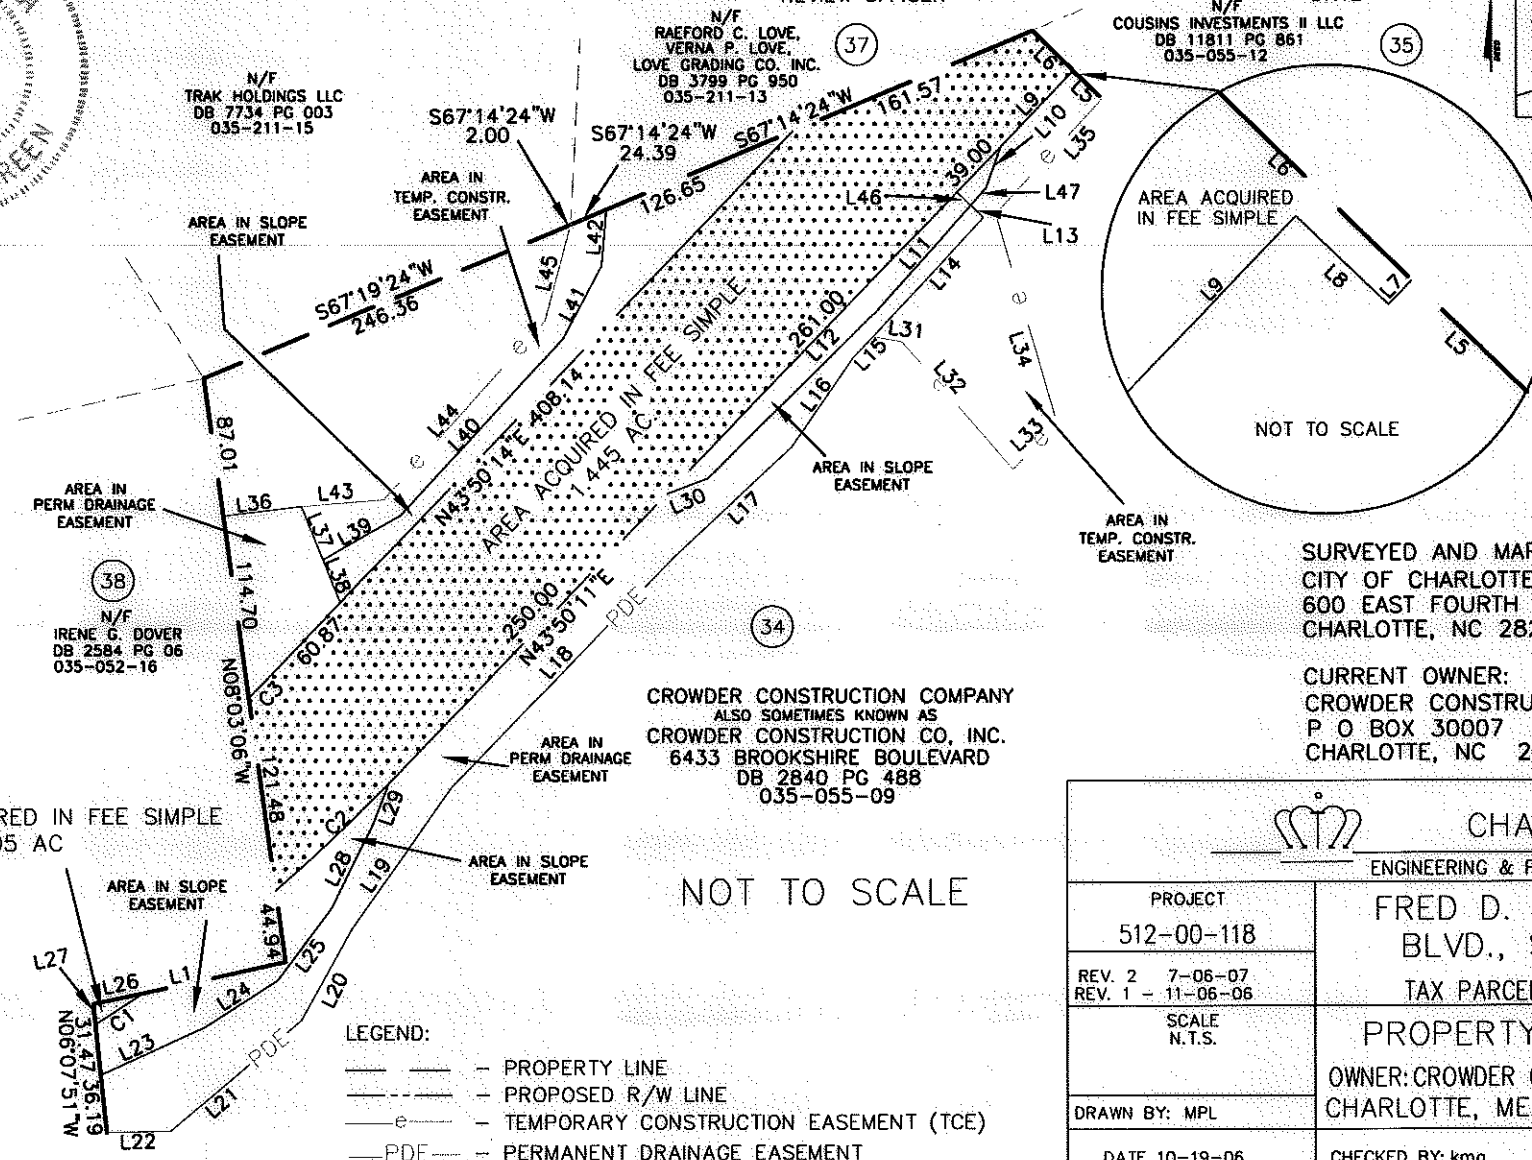 REEN
N/F
TRAK HOLDINGS LLC
DB 7734 PG 003
035-211-15
N/F
RAEFORD C. LOVE,
VERNA P. LOVE,
LOVE GRADING CO. INC.
DB 3799 PG 950
035-211-13
37
N/F
COUSINS INVESTMENTS II LLC
DB 11811 PG 861
035-055-12
35
S67°14'24"W
2.00
S67°14'24"W
24.39
S67°14'24"W
161.57
126.65
AREA IN
TEMP. CONSTR.
EASEMENT
AREA IN SLOPE
EASEMENT
S67°19'24"W
246.36
L6
L5
L9
L10
L35
e
39.00
L46
L47
L13
L42
L45
L41
L11
L14
e
L34
L33
e
L32
L31
L15
L16
L12
261.00
e
L44
L40
e
N43°50'14"E 408.14
AREA ACQUIRED IN FEE SIMPLE
1.445 AC.
AREA ACQUIRED
IN FEE SIMPLE
L6
L9
L8
L7
L5
NOT TO SCALE
87.01
L36
L43
L37
L39
L38
AREA IN
PERM DRAINAGE
EASEMENT
38
N/F
IRENE G. DOVER
DB 2584 PG 06
035-052-16
114.70
N08°03'06"W
121.48
44.94
C3
60.87
AREA IN SLOPE
EASEMENT
L30
L17
AREA IN
TEMP. CONSTR.
EASEMENT
250.00
N43°50'11"E
PDE
L18
34
CROWDER CONSTRUCTION COMPANY
ALSO SOMETIMES KNOWN AS
CROWDER CONSTRUCTION CO, INC.
6433 BROOKSHIRE BOULEVARD
DB 2840 PG 488
035-055-09
AREA IN
PERM DRAINAGE
EASEMENT
C2
L29
L28
L19
AREA IN SLOPE
EASEMENT
NOT TO SCALE
RED IN FEE SIMPLE
05 AC
AREA IN SLOPE
EASEMENT
L27
L26
L1
L25
L24
L20
C1
L23
31.47
36.19
N06°07'51"W
PDE
L21
L22
LEGEND:
- PROPERTY LINE
- PROPOSED R/W LINE
e - TEMPORARY CONSTRUCTION EASEMENT (TCE)
PDE - PERMANENT DRAINAGE EASEMENT
SURVEYED AND MAP
CITY OF CHARLOTTE
600 EAST FOURTH
CHARLOTTE, NC 28
CURRENT OWNER:
CROWDER CONSTRU
P O BOX 30007
CHARLOTTE, NC 2
CHA
ENGINEERING &
PROJECT
512-00-118
FRED D.
BLVD.,
TAX PARCE
REV. 2 7-06-07
REV. 1 - 11-06-06
SCALE
N.T.S.
PROPERTY
OWNER: CROWDER
CHARLOTTE, ME
DRAWN BY: MPL
DATE 10-19-06
CHECKED BY: kmg